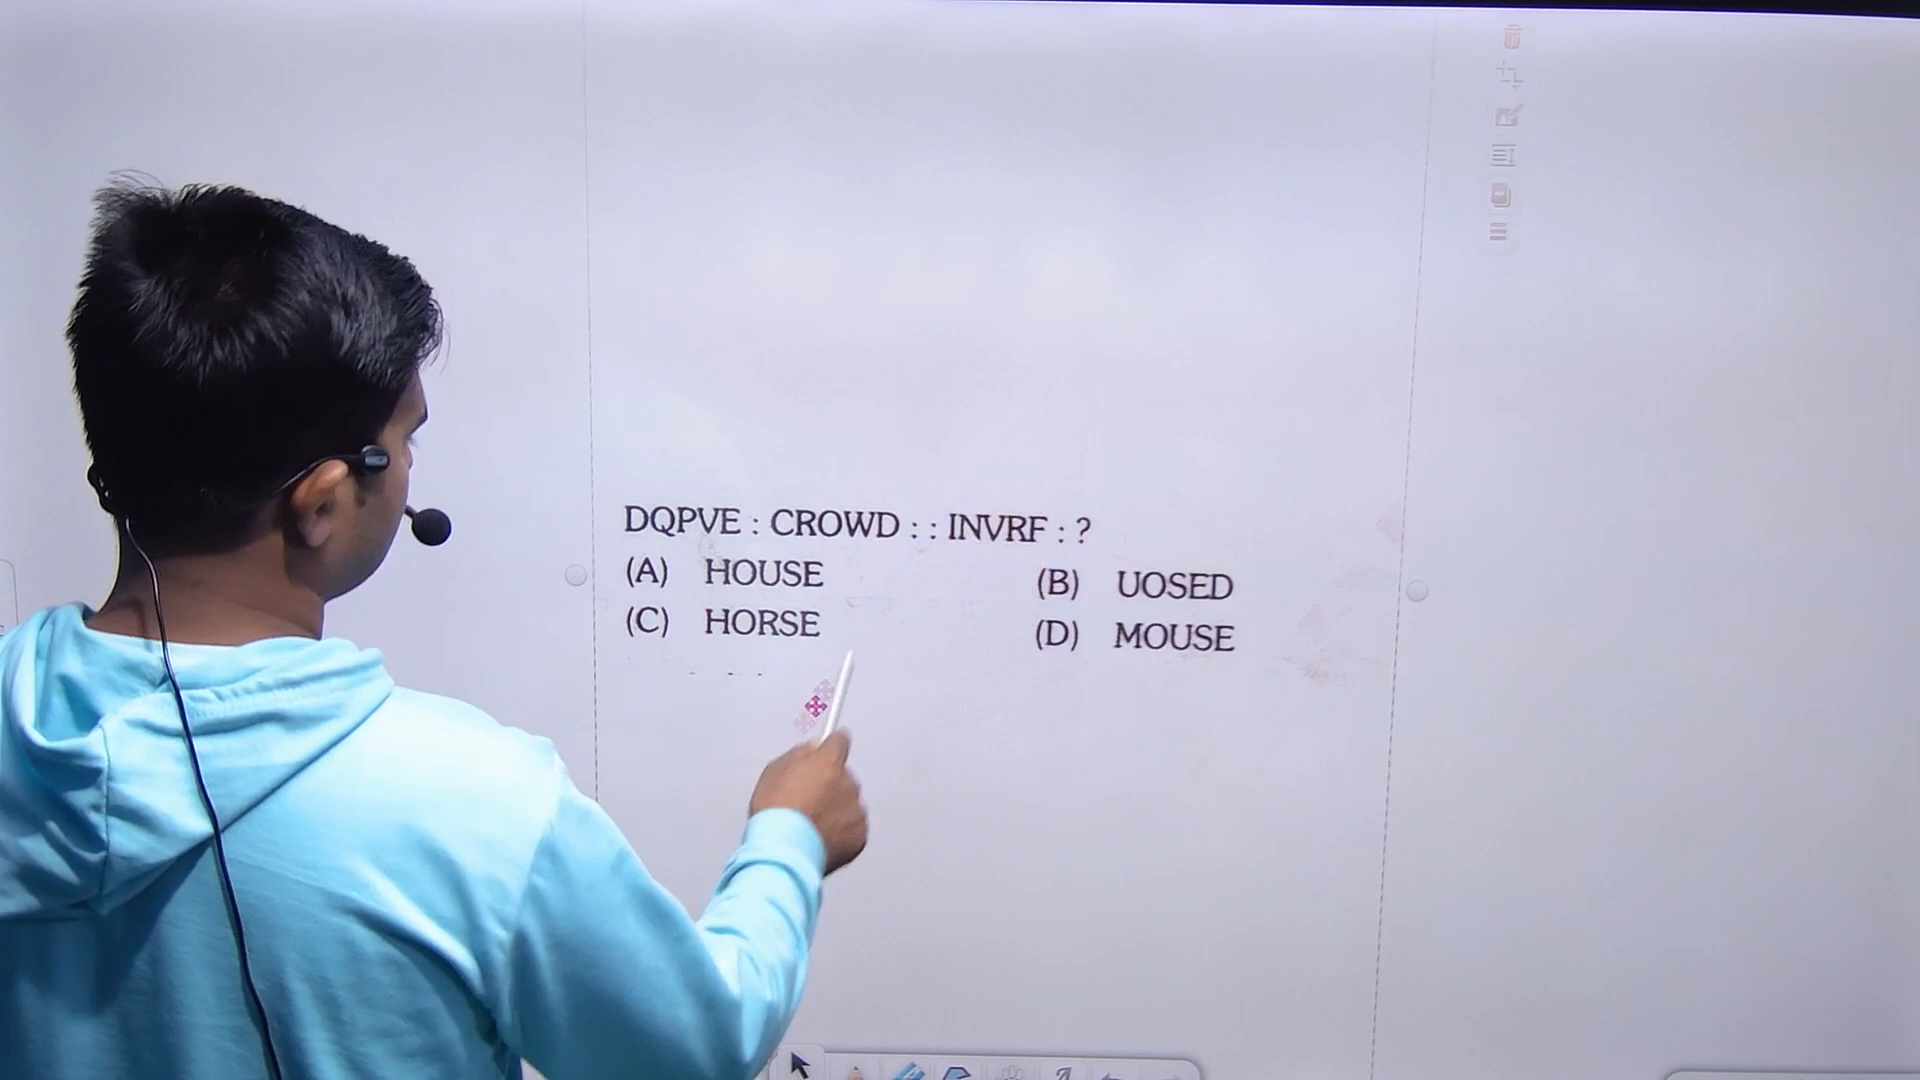 DQPVE : CROWD : : INVRF : ?
(A) HOUSE (B) UOSED
(C) HORSE (D) MOUSE